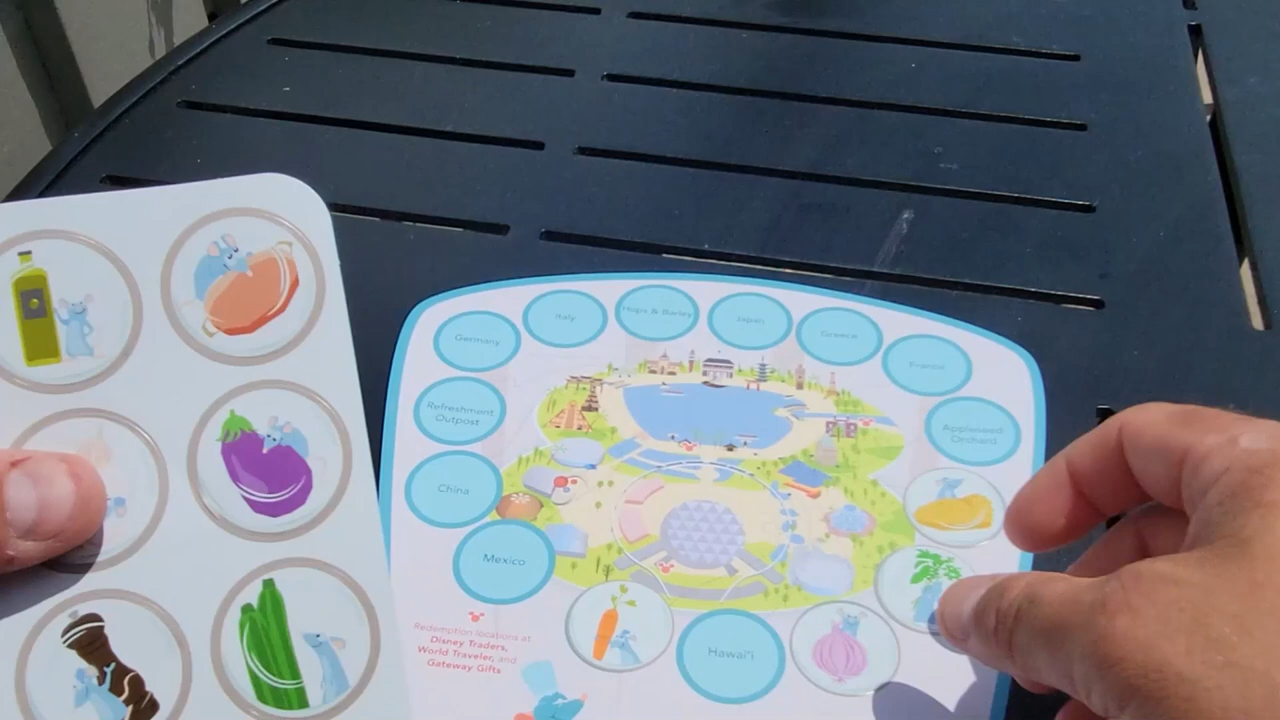 Italy
Hops & Barley
Japan
Greece
France
Germany
Appleseed
Orchard
Refreshment
Outpost
China
Mexico
Hawai'i
Redemption locations at
Disney Traders,
World Traveler, and
Gateway Gifts